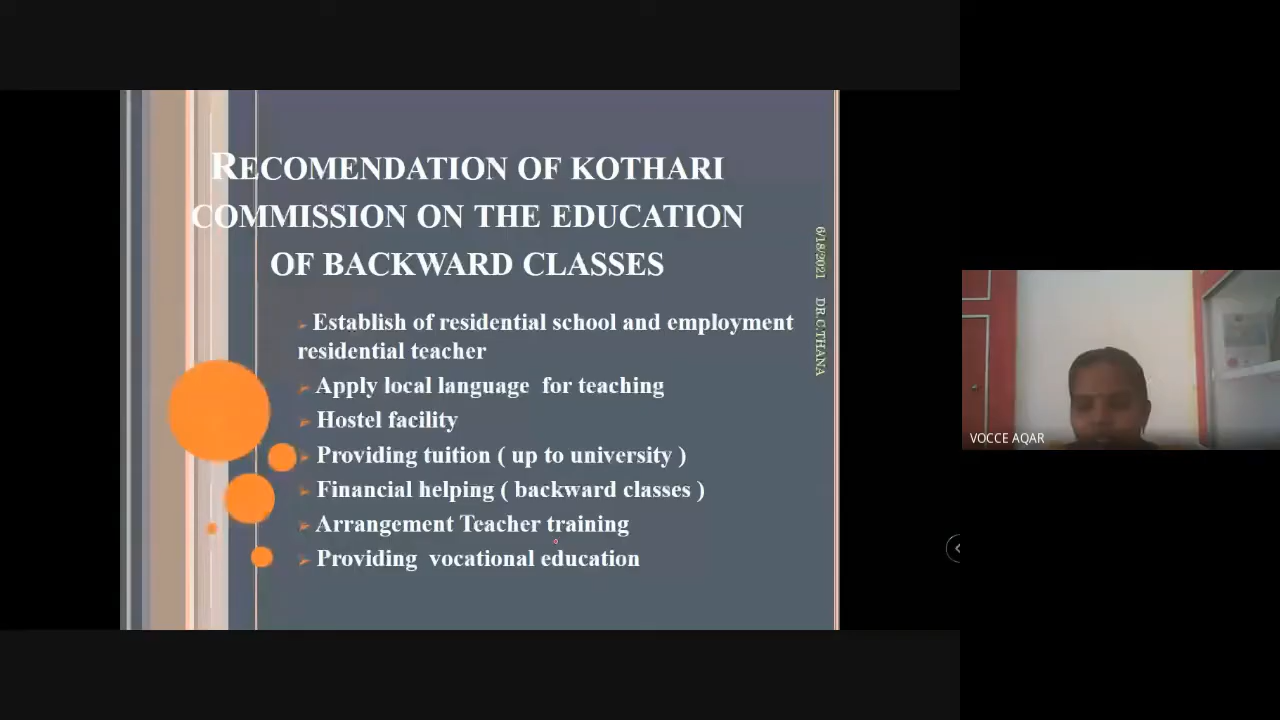 RECOMENDATION OF KOTHARI
COMMISSION ON THE EDUCATION
OF BACKWARD CLASSES
Establish of residential school and employment
residential teacher
Apply local language for teaching
Hostel facility
Providing tuition ( up to university )
Financial helping ( backward classes )
Arrangement Teacher training
Providing vocational education
6/18/2021 DR.C.THANA
VOCCE AQAR